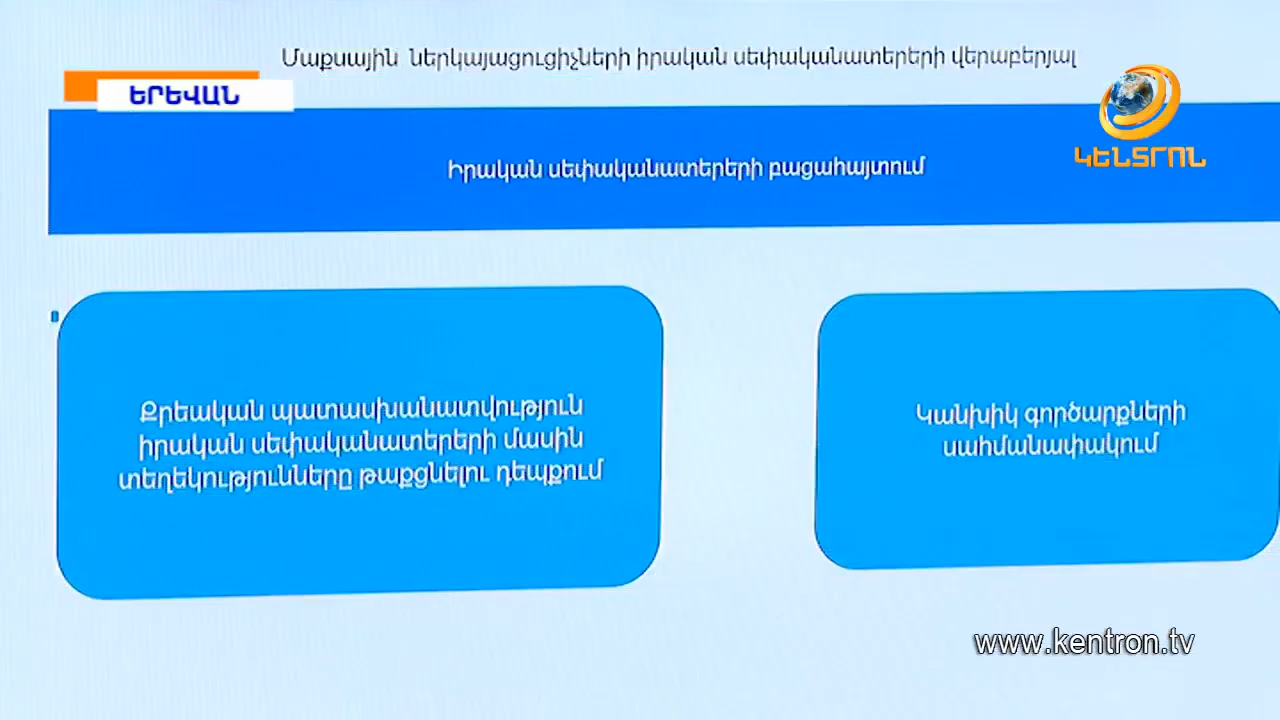 Մաքսային ներկայացուցիչների իրական սեփականատերերի վերաբերյալ
ԵՐԵՎԱՆ
ԿԵՆՏՐՈՆ
Իրական սեփականատերերի բացահայտում
Քրեական պատասխանատվություն
իրական սեփականատերերի մասին
տեղեկությունները թաքցնելու դեպքում
Կանխիկ գործարքների
սահմանափակում
www.kentron.tv